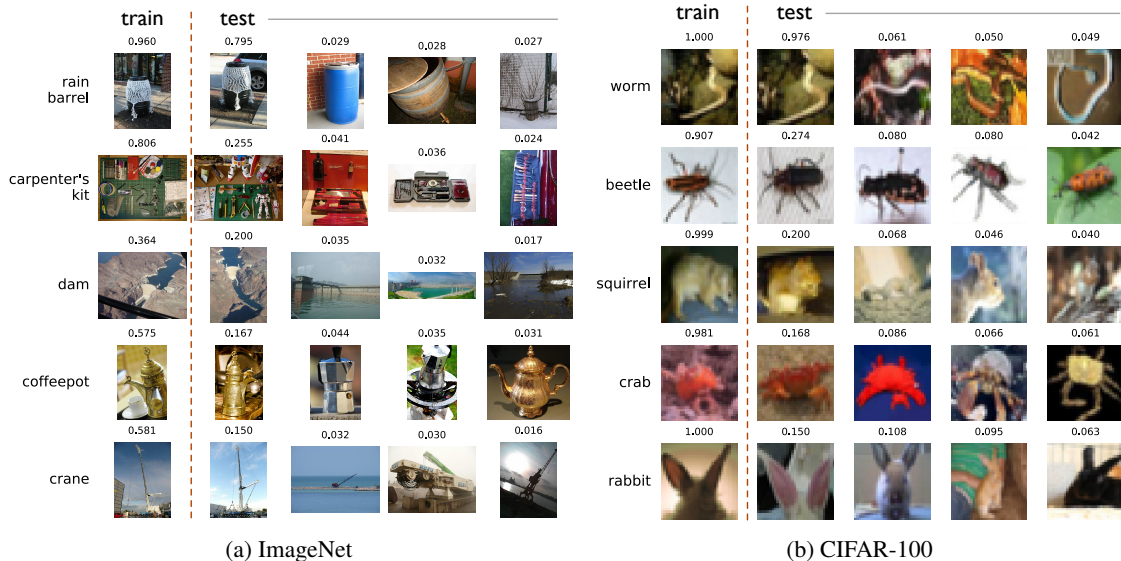 train test
0.960 0.795 0.029 0.028 0.027
rain
barrel
0.806 0.255 0.041 0.036 0.024
carpenter's
kit
0.364 0.200 0.035 0.032 0.017
dam
0.575 0.167 0.044 0.035 0.031
coffeepot
0.581 0.150 0.032 0.030 0.016
crane
(a) ImageNet
train test
1.000 0.976 0.061 0.050 0.049
worm
0.907 0.274 0.080 0.080 0.042
beetle
0.999 0.200 0.068 0.046 0.040
squirrel
0.981 0.168 0.086 0.066 0.061
crab
1.000 0.150 0.108 0.095 0.063
rabbit
(b) CIFAR-100